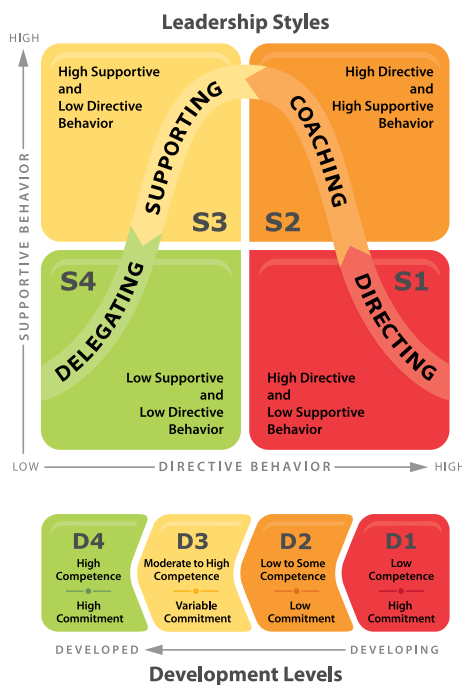 Leadership Styles
HIGH
SUPPORTIVE BEHAVIOR
High Supportive
and
Low Directive
Behavior
SUPPORTING
S3
High Directive
and
High Supportive
Behavior
COACHING
S2
S4
DELEGATING
Low Supportive
and
Low Directive
Behavior
S1
DIRECTING
High Directive
and
Low Supportive
Behavior
LOW
DIRECTIVE BEHAVIOR
HIGH
D4
High
Competence
High
Commitment
D3
Moderate to High
Competence
Variable
Commitment
D2
Low to Some
Competence
Low
Commitment
D1
Low
Competence
High
Commitment
DEVELOPED
DEVELOPING
Development Levels